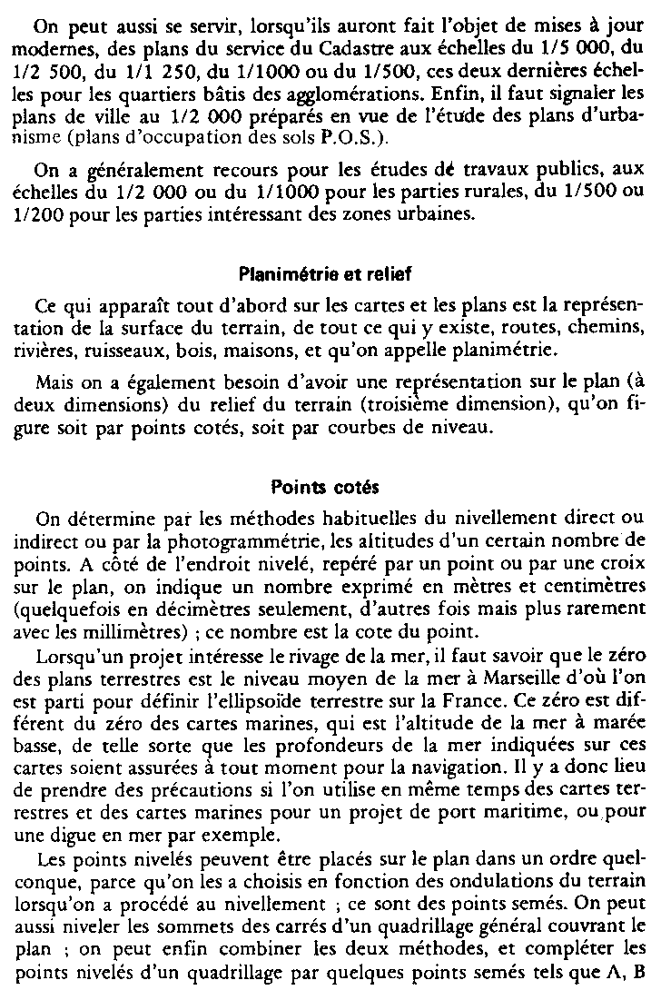 On peut aussi se servir, lorsqu'ils auront fait l'objet de mises à jour
modernes, des plans du service du Cadastre aux échelles du 1/5 000, du
1/2 500, du 1/1 250, du 1/1000 ou du 1/500, ces deux dernières échel-
les pour les quartiers bâtis des agglomérations. Enfin, il faut signaler les
plans de ville au 1/2 000 préparés en vue de l'étude des plans d'urba-
nisme (plans d'occupation des sols P.O.S.).
On a généralement recours pour les études dé travaux publics, aux
échelles du 1/2 000 ou du 1/1000 pour les parties rurales, du 1/500 ou
1/200 pour les parties intéressant des zones urbaines.
Planimétrie et relief
Ce qui apparaît tout d'abord sur les cartes et les plans est la représen-
tation de la surface du terrain, de tout ce qui y existe, routes, chemins,
rivières, ruisseaux, bois, maisons, et qu'on appelle planimétrie.
Mais on a également besoin d'avoir une représentation sur le plan (à
deux dimensions) du relief du terrain (troisième dimension), qu'on fi-
gure soit par points cotés, soit par courbes de niveau.
Points cotés
On détermine par les méthodes habituelles du nivellement direct ou
indirect ou par la photogrammétrie, les altitudes d'un certain nombre de
points. A côté de l'endroit nivelé, repéré par un point ou par une croix
sur le plan, on indique un nombre exprimé en mètres et centimètres
(quelquefois en décimètres seulement, d'autres fois mais plus rarement
avec les millimètres) ; ce nombre est la cote du point.
Lorsqu'un projet intéresse le rivage de la mer, il faut savoir que le zéro
des plans terrestres est le niveau moyen de la mer à Marseille d'où l'on
est parti pour définir l'ellipsoïde terrestre sur la France. Ce zéro est dif-
férent du zéro des cartes marines, qui est l'altitude de la mer à marée
basse, de telle sorte que les profondeurs de la mer indiquées sur ces
cartes soient assurées à tout moment pour la navigation. Il y a donc lieu
de prendre des précautions si l'on utilise en même temps des cartes ter-
restres et des cartes marines pour un projet de port maritime, ou pour
une digue en mer par exemple.
Les points nivelés peuvent être placés sur le plan dans un ordre quel-
conque, parce qu'on les a choisis en fonction des ondulations du terrain
lorsqu'on a procédé au nivellement ; ce sont des points semés. On peut
aussi niveler les sommets des carrés d'un quadrillage général couvrant le
plan ; on peut enfin combiner les deux méthodes, et compléter les
points nivelés d'un quadrillage par quelques points semés tels que A, B